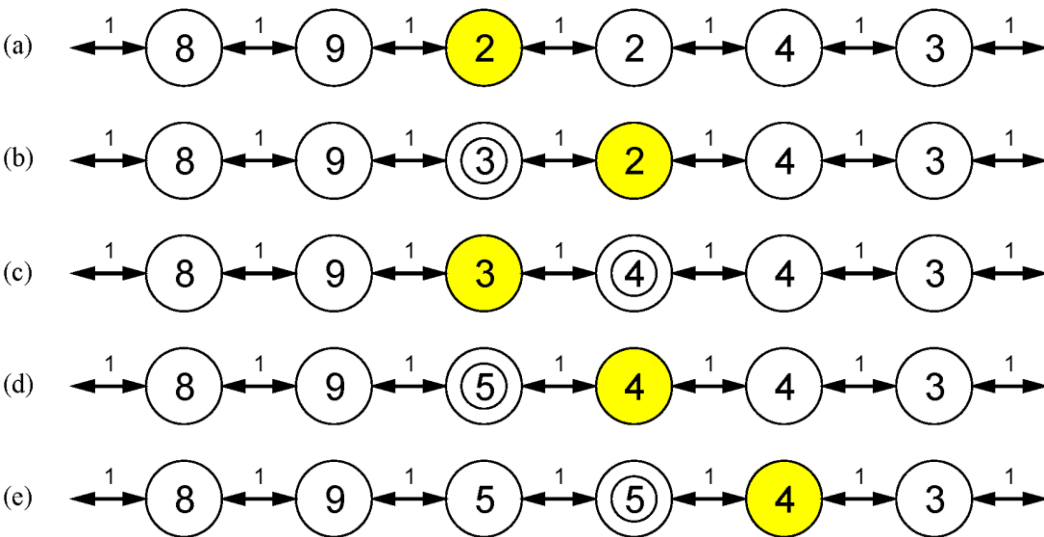 1 1 1 1 1 1 1
(a) 8 9 2 2 4 3
1 1 1 1 1 1 1
(b) 8 9 3 2 4 3
1 1 1 1 1 1 1
(c) 8 9 3 4 4 3
1 1 1 1 1 1 1
(d) 8 9 5 4 4 3
1 1 1 1 1 1 1
(e) 8 9 5 5 4 3